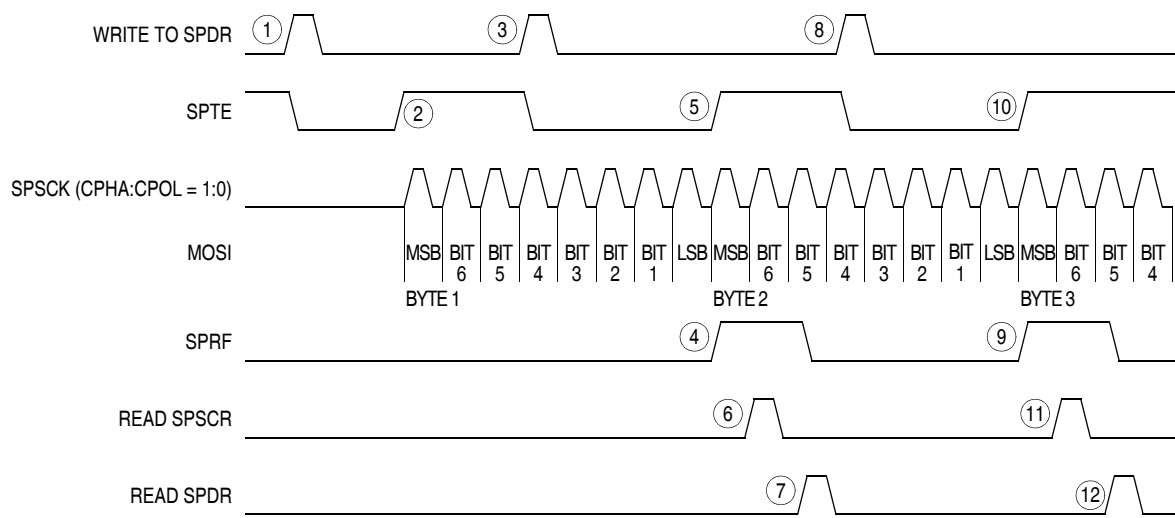 WRITE TO SPDR 1 3 8
SPTE 2 5 10
SPSCK (CPHA:CPOL = 1:0)
MOSI MSB BIT 6 BIT 5 BIT 4 BIT 3 BIT 2 BIT 1 LSB MSB BIT 6 BIT 5 BIT 4 BIT 3 BIT 2 BIT 1 LSB MSB BIT 6 BIT 5 BIT 4
BYTE 1 BYTE 2 BYTE 3
SPRF 4 9
READ SPSCR 6 11
READ SPDR 7 12